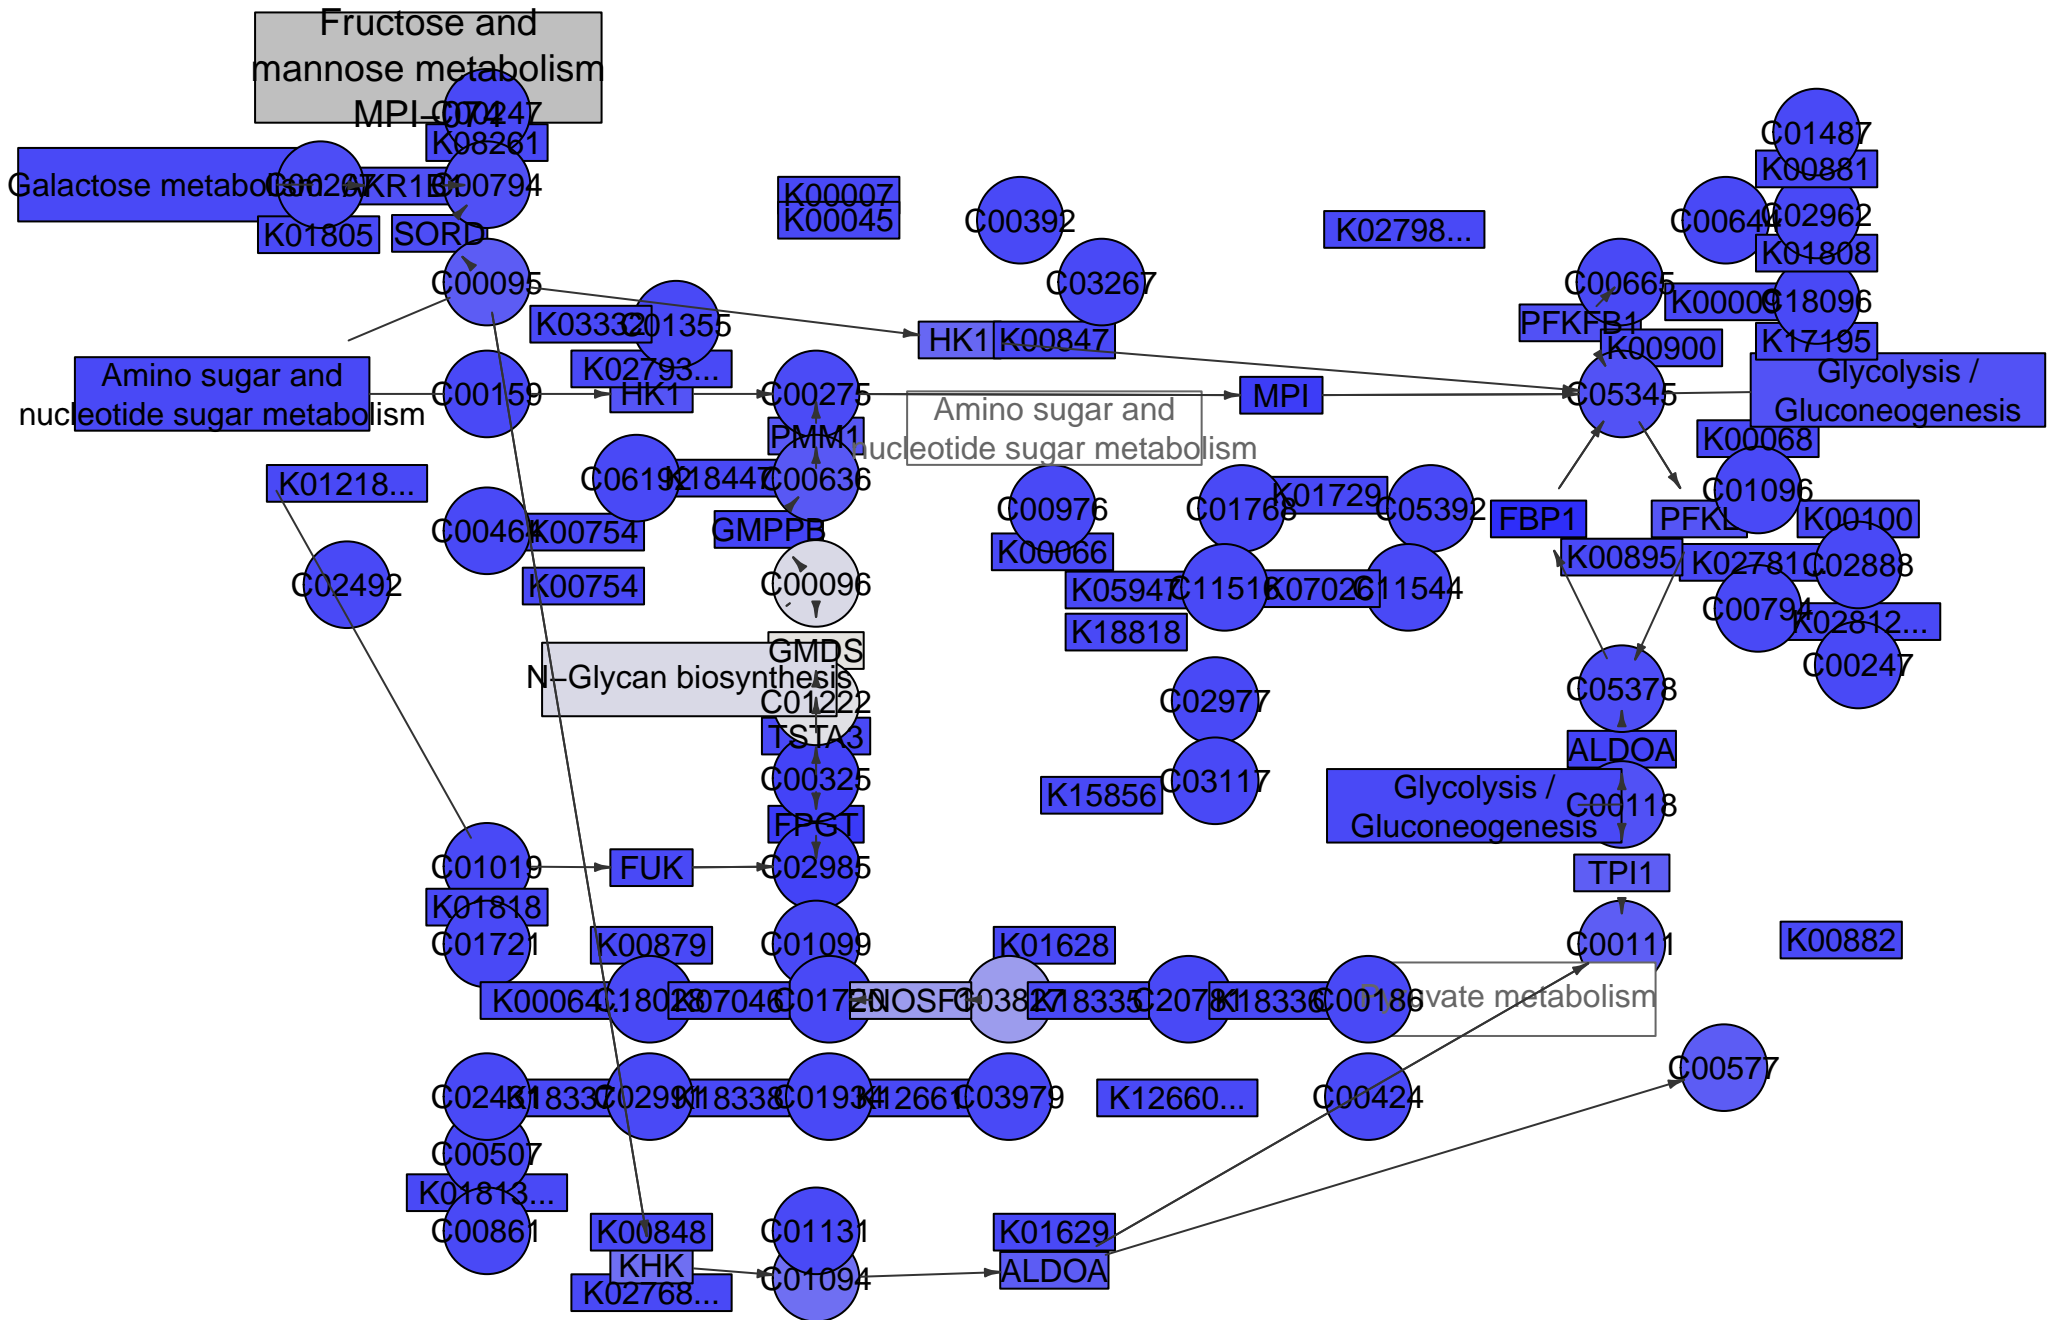 Fructose and
mannose metabolism
MPI-074
C00247
K08261
Galactose metabolism
C00267
AKR1B1
C00794
K01805
SORD
C00095
K00007
K00045
C00392
C03267
K02798...
C01487
K00881
C00644
C02962
K01808
C00665
K00009
C18096
PFKFB1
K00900
K17195
K03332
C01355
K02793...
HK1
K00847
Amino sugar and
nucleotide sugar metabolism
C00159
HK1
C00275
PMM1
Amino sugar and
nucleotide sugar metabolism
MPI
C05345
Glycolysis /
Gluconeogenesis
K00068
K01218...
C06192
K18447
C00636
C00976
K00066
C01768
K01729
C05392
C01096
C00464
K00754
GMPPB
FBP1
PFKL
K00100
C02492
K00754
C00096
K05947
C11516
K07026
C11544
K00895
K02781
C02888
K18818
C00794
K02812...
C00247
GMDS
N-Glycan biosynthesis
C01222
TSTA3
C02977
C05378
C00325
C03117
K15856
ALDOA
Glycolysis /
Gluconeogenesis
C00118
FPGT
C01019
FUK
C02985
TPI1
K01818
C01721
K00879
C01099
K01628
C00111
K00882
K00064...
C18028
K07046
C01720
ENOSF1
C03827
K18335
C20781
K18336
C00186
Pyruvate metabolism
C00577
C02431
K18337
C02991
K18338
C01934
K12661
C03979
K12660...
C00424
C00507
K01813...
C00861
K00848
C01131
K01629
KHK
C01094
ALDOA
K02768...